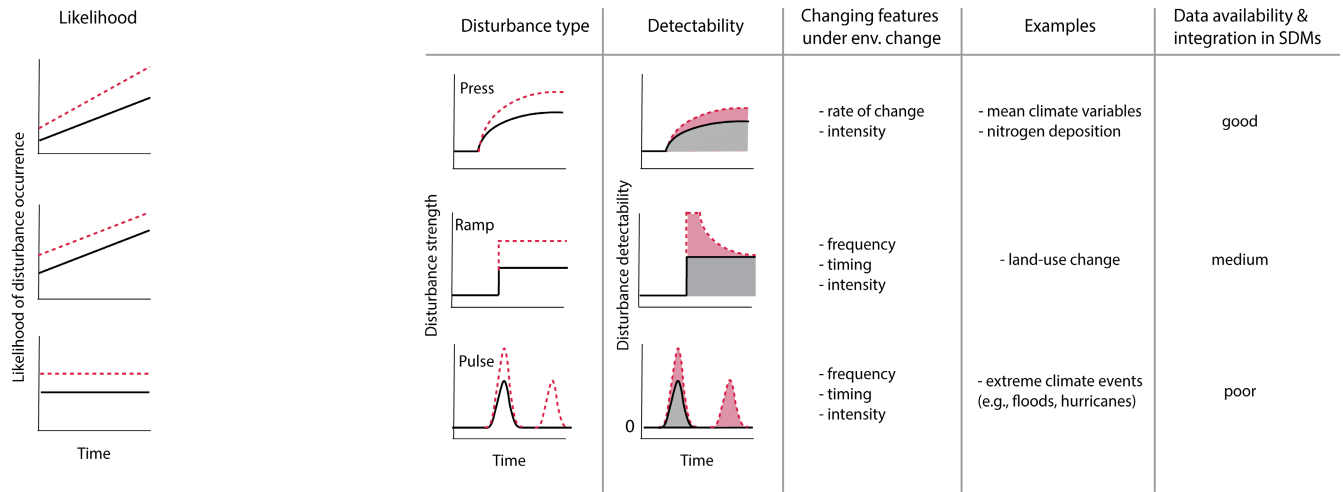 Likelihood
Disturbance type
Detectability
Changing features
under env. change
Examples
Data availability &
integration in SDMs
Likelihood of disturbance occurrence
Time
Disturbance strength
Disturbance detectability
Press
- rate of change
- intensity
- mean climate variables
- nitrogen deposition
good
Ramp
- frequency
- timing
- intensity
- land-use change
medium
Pulse
0
- frequency
- timing
- intensity
- extreme climate events
(e.g., floods, hurricanes)
poor
Time
Time